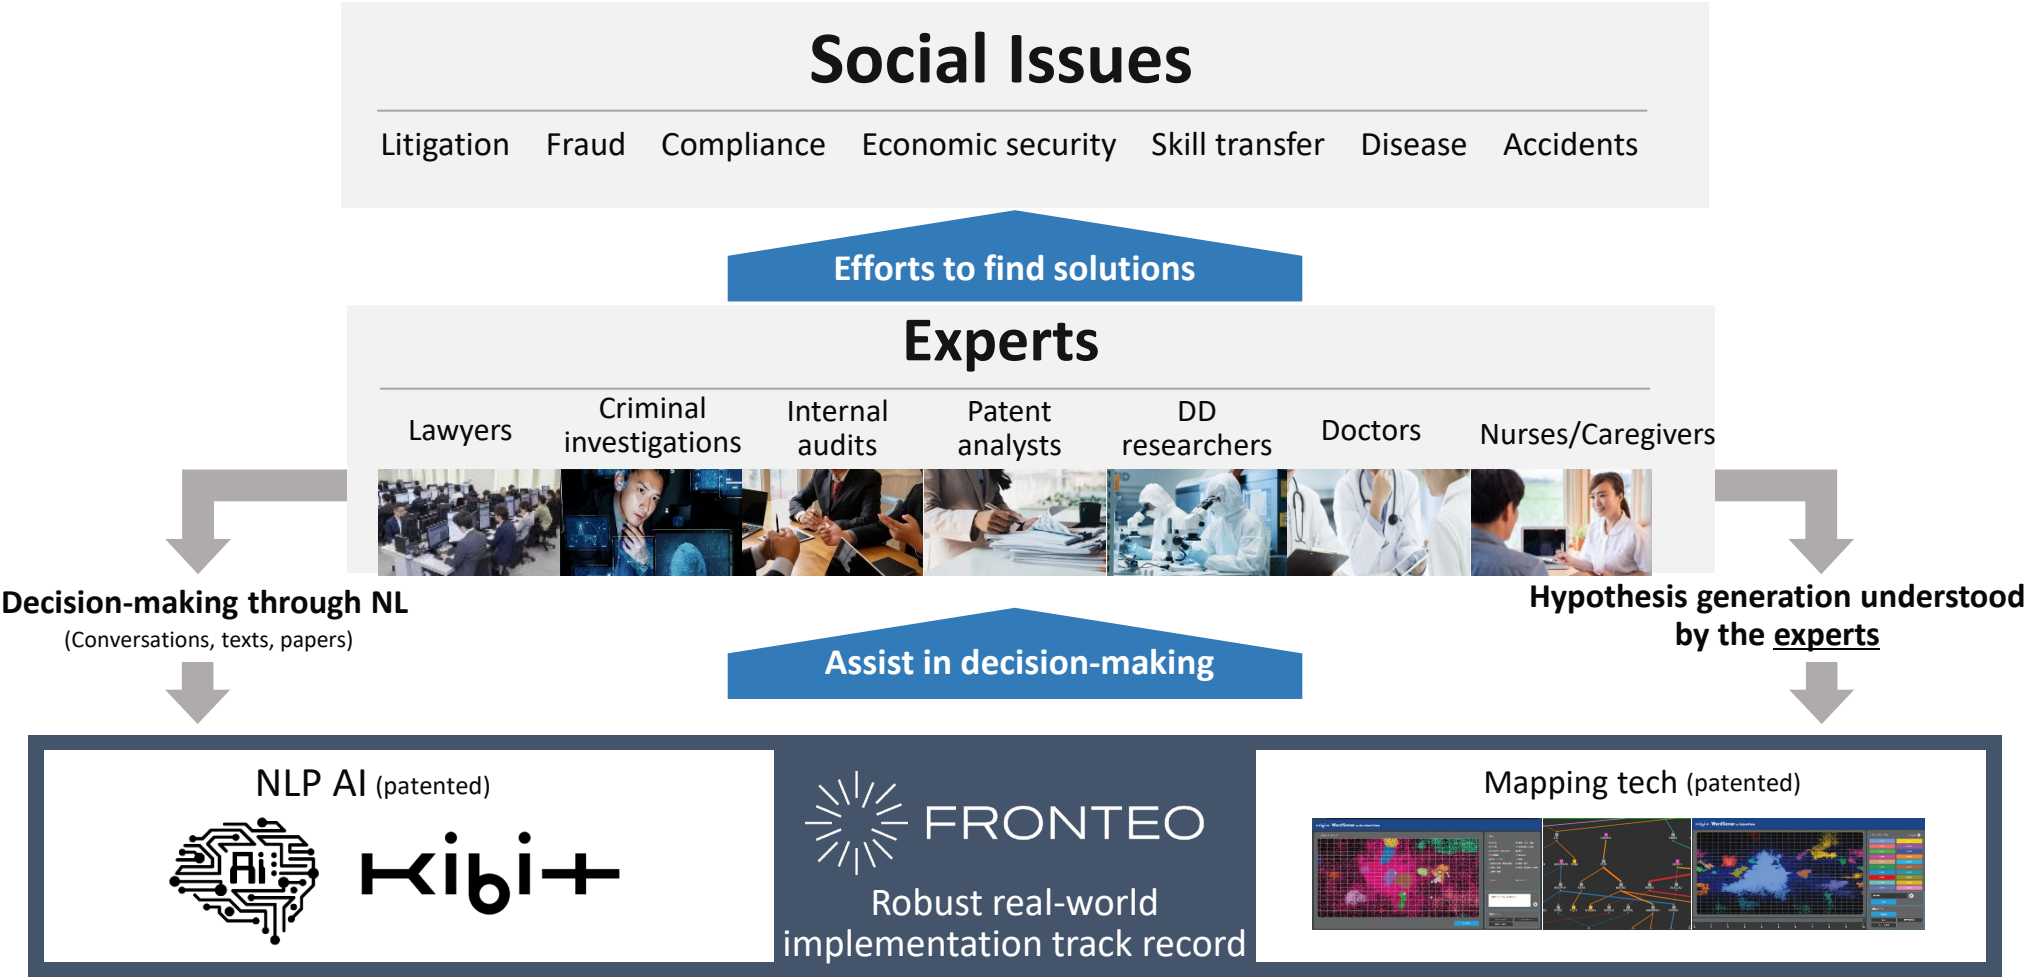 Social Issues
Litigation Fraud Compliance Economic security Skill transfer Disease Accidents
Efforts to find solutions
Experts
Lawyers
Criminal
investigations
Internal
audits
Patent
analysts
DD
researchers
Doctors
Nurses/Caregivers
Decision-making through NL
(Conversations, texts, papers)
Hypothesis generation understood
by the experts
Assist in decision-making
NLP AI (patented)
Ai
Kibit
FRONTEO
Robust real-world
implementation track record
Mapping tech (patented)